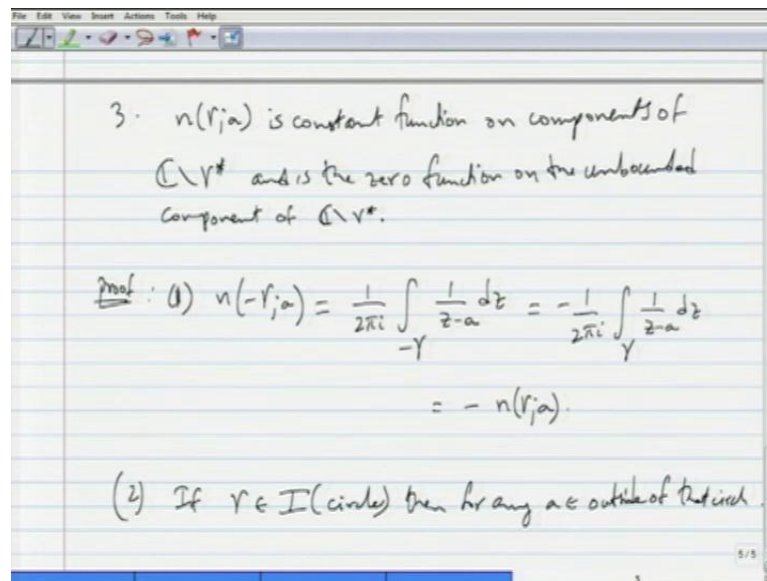 File Edit View Insert Actions Tools Help
3. n(γ;a) is constant function on components of
ℂ\γ* and is the zero function on the unbounded
component of ℂ\γ*.
Proof : (1) n(-γ;a) = 1/2πi ∫_{-γ} 1/(z-a) dz = -1/2πi ∫_γ 1/(z-a) dz
= - n(γ;a).
(2) If γ ∈ I(circle) then for any a ∈ outside of that circle.
5/5